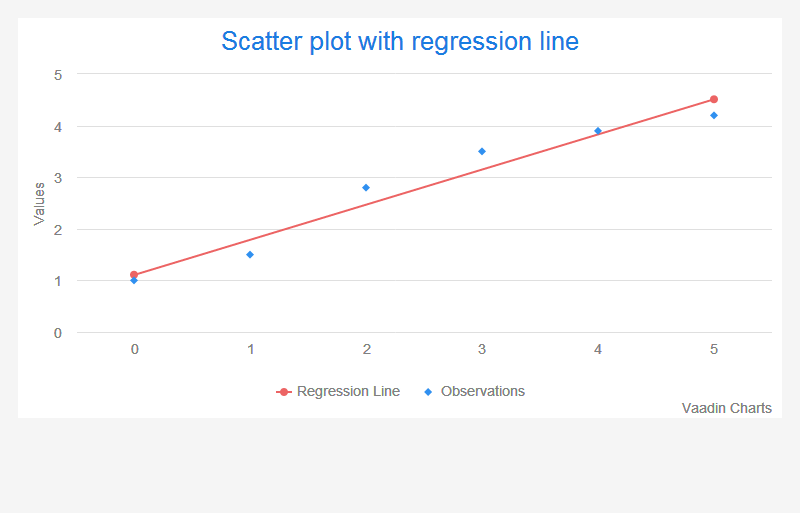 Scatter plot with regression line
5
4
3
2
1
0
Values
0 1 2 3 4 5
Regression Line Observations
Vaadin Charts